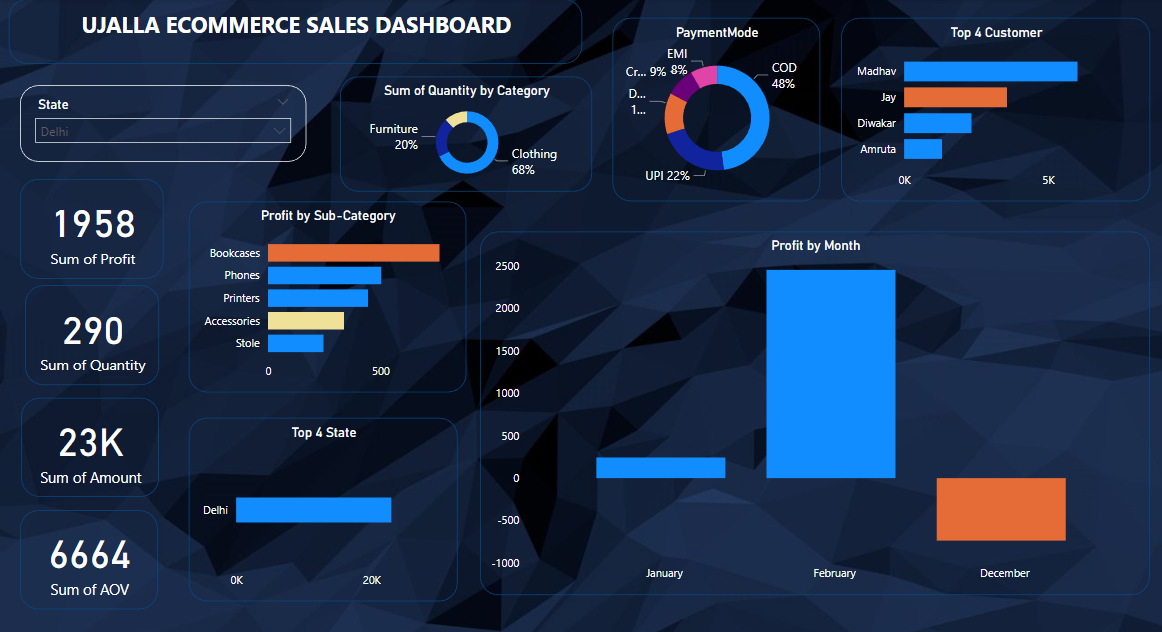 UJALLA ECOMMERCE SALES DASHBOARD
State
Delhi
Sum of Quantity by Category
Furniture
20%
Clothing
68%
PaymentMode
EMI
8%
Cr... 9%
D...
1...
COD
48%
UPI 22%
Top 4 Customer
Madhav
Jay
Diwakar
Amruta
0K
5K
1958
Sum of Profit
290
Sum of Quantity
23K
Sum of Amount
6664
Sum of AOV
Profit by Sub-Category
Bookcases
Phones
Printers
Accessories
Stole
0
500
Top 4 State
Delhi
0K
20K
Profit by Month
2500
2000
1500
1000
500
0
-500
-1000
January
February
December